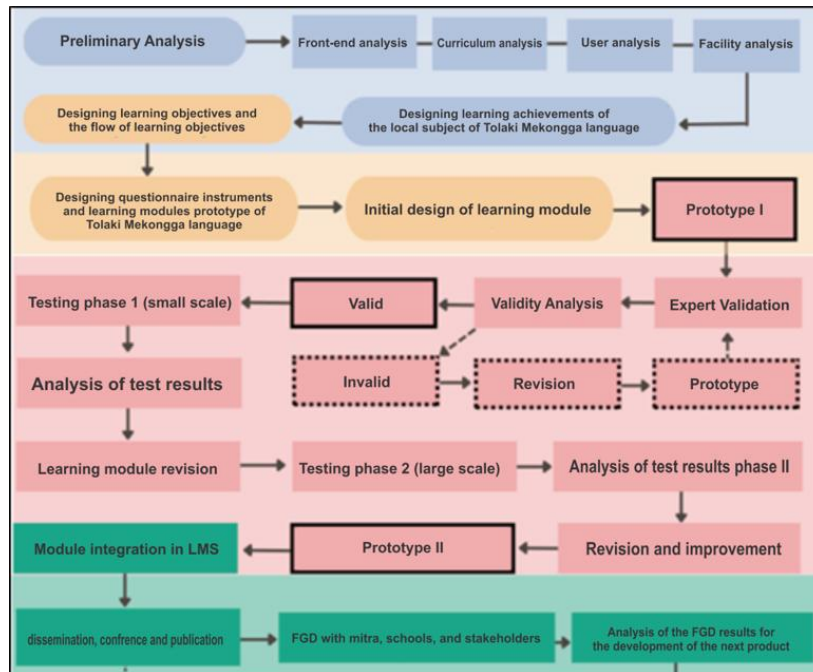 Preliminary Analysis
Front-end analysis
Curriculum analysis
User analysis
Facility analysis
Designing learning objectives and
the flow of learning objectives
Designing learning achievements of
the local subject of Tolaki Mekongga language
Designing questionnaire instruments
and learning modules prototype of
Tolaki Mekongga language
Initial design of learning module
Prototype I
Testing phase 1 (small scale)
Valid
Validity Analysis
Expert Validation
Analysis of test results
Invalid
Revision
Prototype
Learning module revision
Testing phase 2 (large scale)
Analysis of test results phase II
Module integration in LMS
Prototype II
Revision and improvement
dissemination, confrence and publication
FGD with mitra, schools, and stakeholders
Analysis of the FGD results for
the development of the next product